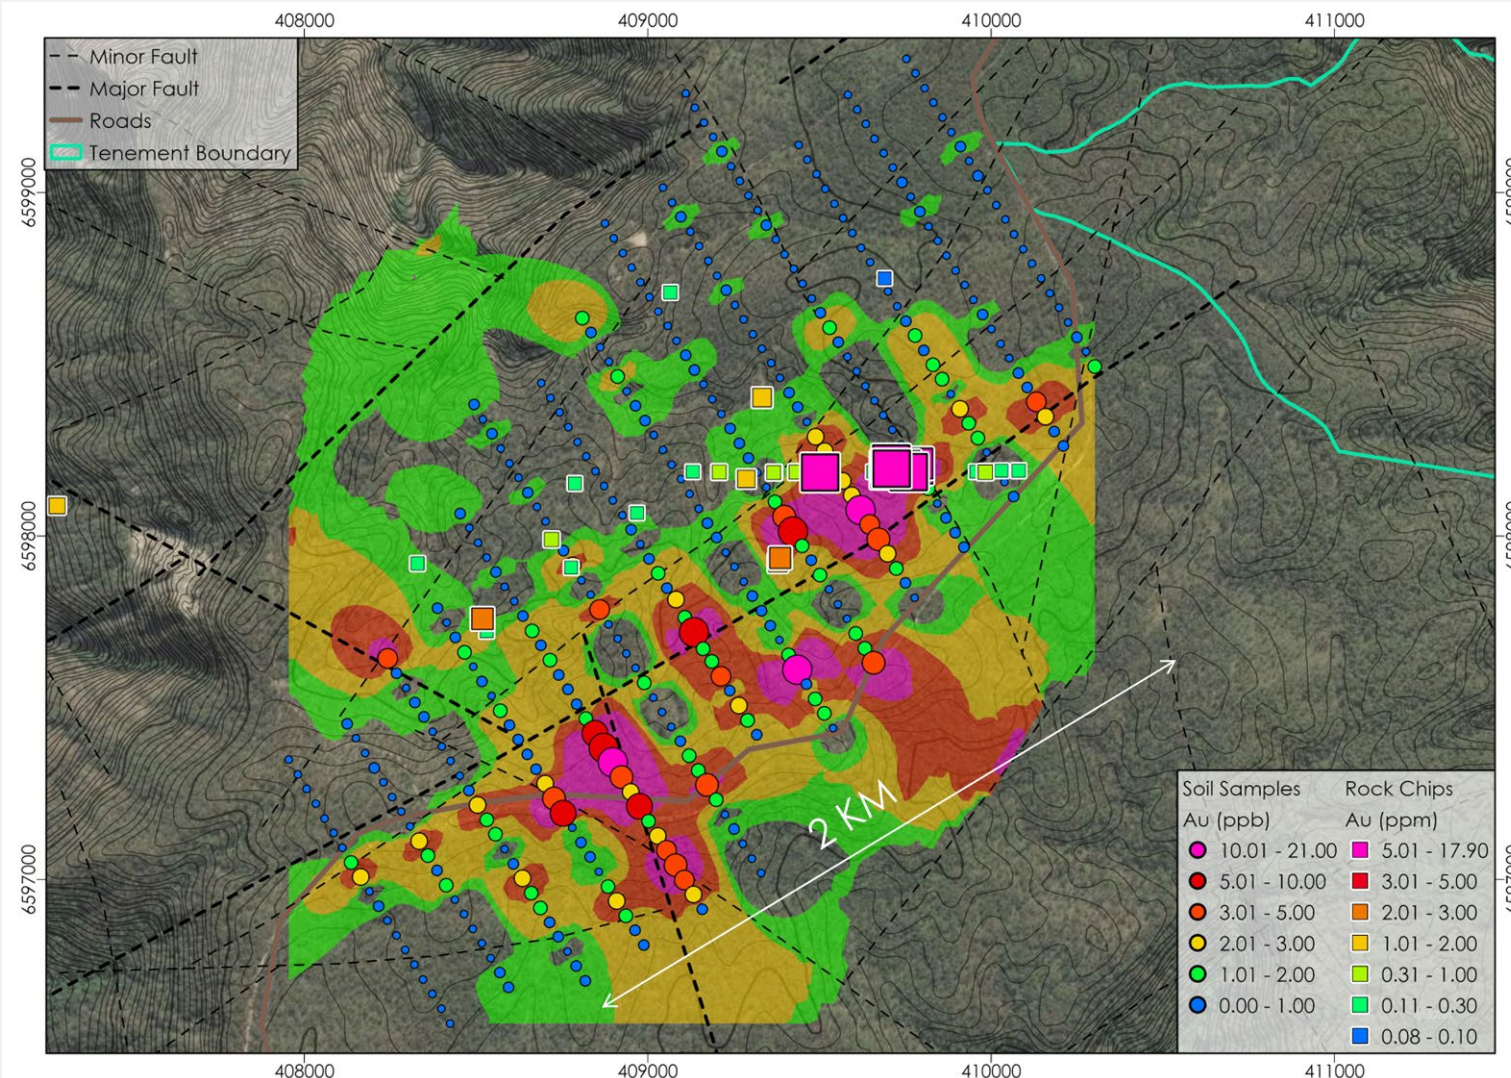 408000 409000 410000 411000
Minor Fault
Major Fault
Roads
Tenement Boundary
6599000
6598000
6597000
2 KM
Soil Samples Rock Chips
Au (ppb) Au (ppm)
10.01 - 21.00 5.01 - 17.90
5.01 - 10.00 3.01 - 5.00
3.01 - 5.00 2.01 - 3.00
2.01 - 3.00 1.01 - 2.00
1.01 - 2.00 0.31 - 1.00
0.00 - 1.00 0.11 - 0.30
0.08 - 0.10
408000 409000 410000 411000